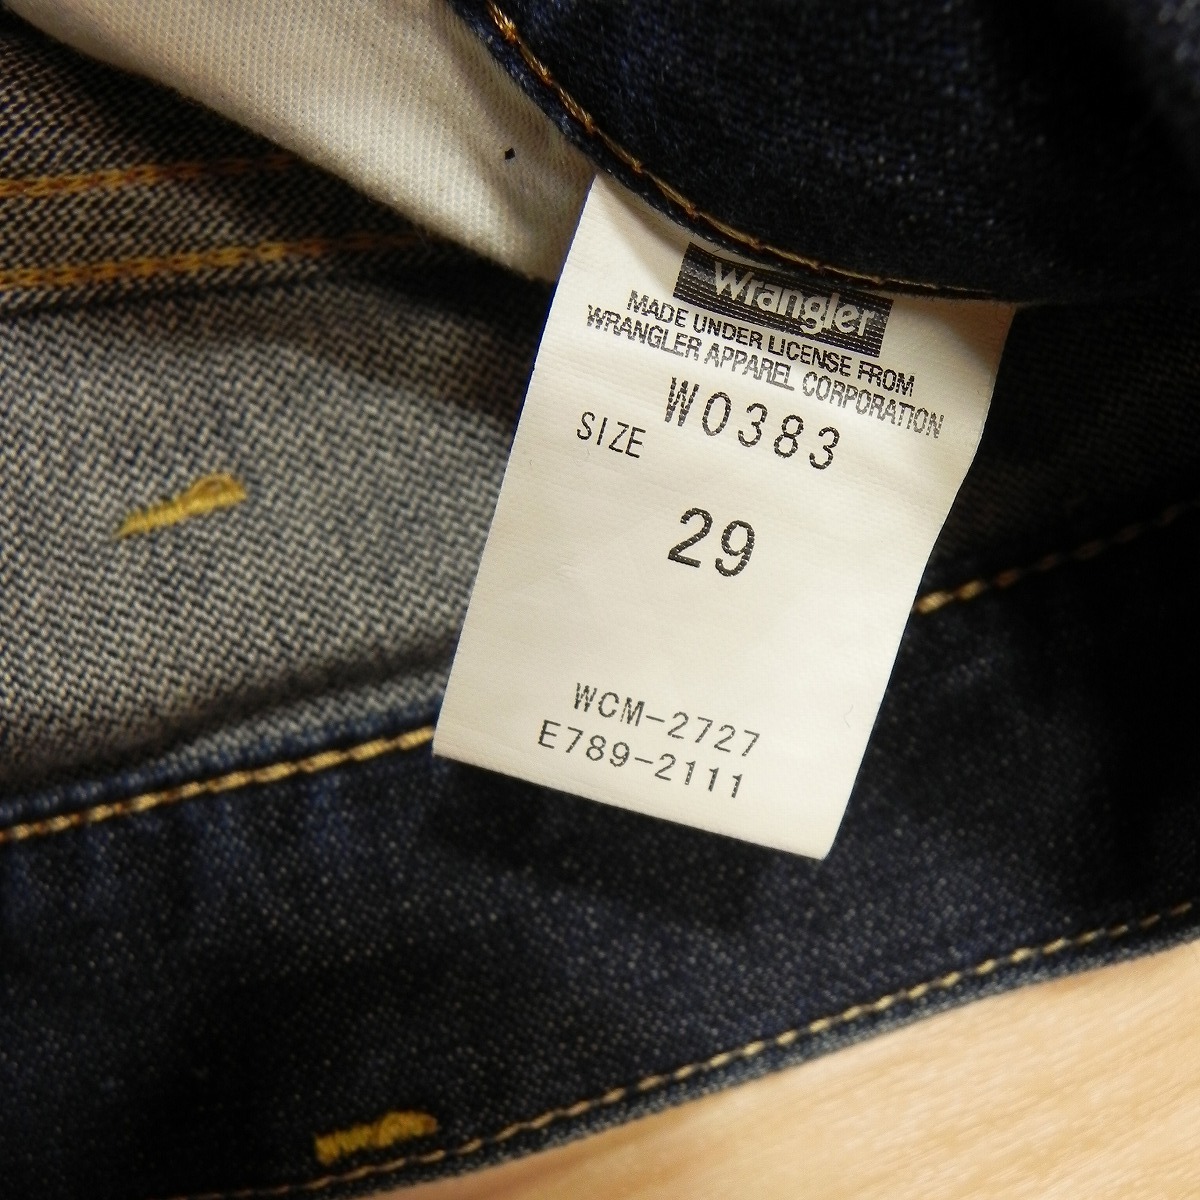 Wrangler
MADE UNDER LICENSE FROM
WRANGLER APPAREL CORPORATION
W0383
SIZE
29
WCM-2727
E789-2111